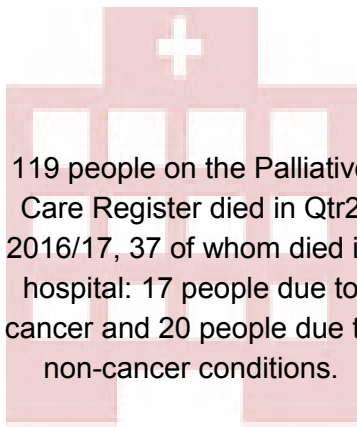 119 people on the Palliative
Care Register died in Qtr2
2016/17, 37 of whom died i
hospital: 17 people due to
cancer and 20 people due t
non-cancer conditions.